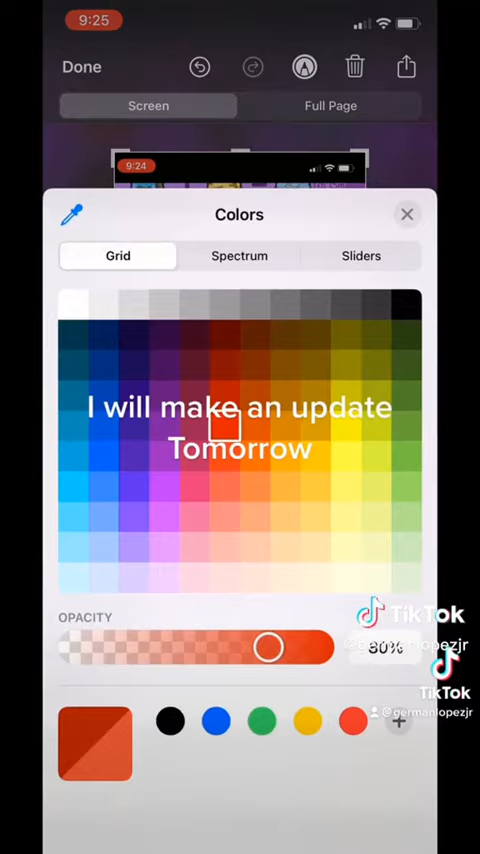 9:25
Done
Screen
Full Page
9:24
Colors
Grid
Spectrum
Sliders
I will make an update
Tomorrow
OPACITY
80%
TikTok
@germanlopezjr
TikTok
@germanlopezjr